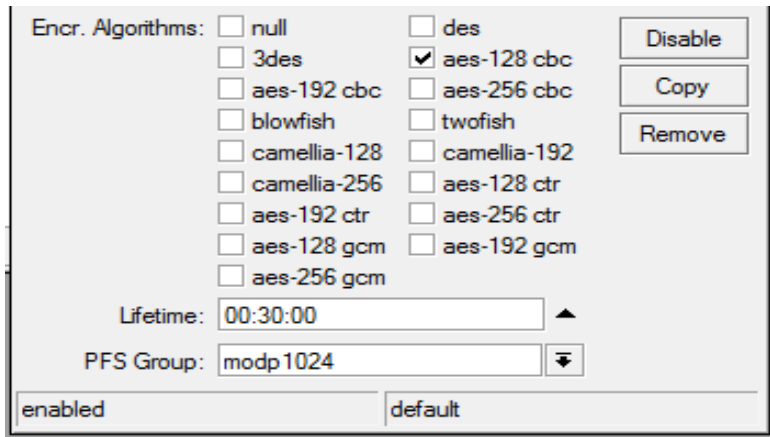 Encr. Algorithms: null des Disable
3des aes-128 cbc
aes-192 cbc aes-256 cbc Copy
blowfish twofish Remove
camellia-128 camellia-192
camellia-256 aes-128 ctr
aes-192 ctr aes-256 ctr
aes-128 gcm aes-192 gcm
aes-256 gcm
Lifetime: 00:30:00
PFS Group: modp1024
enabled default